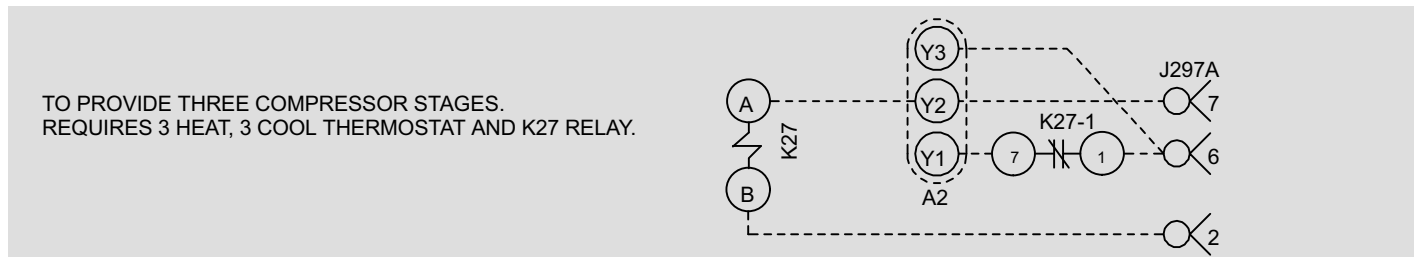 TO PROVIDE THREE COMPRESSOR STAGES.
REQUIRES 3 HEAT, 3 COOL THERMOSTAT AND K27 RELAY.
Y3
J297A
A
Y2
7
K27
K27-1
Y1
7
1
6
B
A2
2